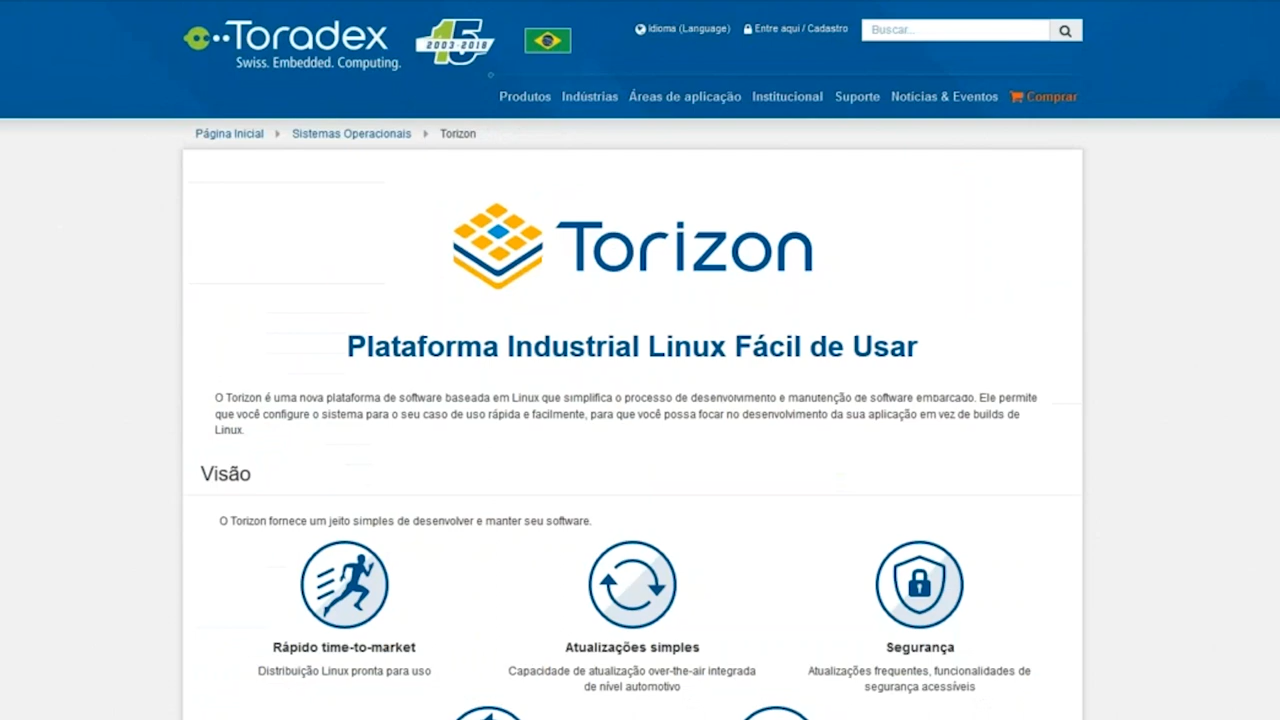 Toradex
Swiss. Embedded. Computing.
15
2003-2018
Idioma (Language)
Entre aqui / Cadastro
Buscar...
Produtos Indústrias Áreas de aplicação Institucional Suporte Notícias & Eventos Comprar
Página Inicial Sistemas Operacionais Torizon
Torizon
Plataforma Industrial Linux Fácil de Usar
O Torizon é uma nova plataforma de software baseada em Linux que simplifica o processo de desenvolvimento e manutenção de software embarcado. Ele permite
que você configure o sistema para o seu caso de uso rápida e facilmente, para que você possa focar no desenvolvimento da sua aplicação em vez de builds de
Linux.
Visão
O Torizon fornece um jeito simples de desenvolver e manter seu software.
Rápido time-to-market
Distribuição Linux pronta para uso
Atualizações simples
Capacidade de atualização over-the-air integrada
de nível automotivo
Segurança
Atualizações frequentes, funcionalidades de
segurança acessíveis